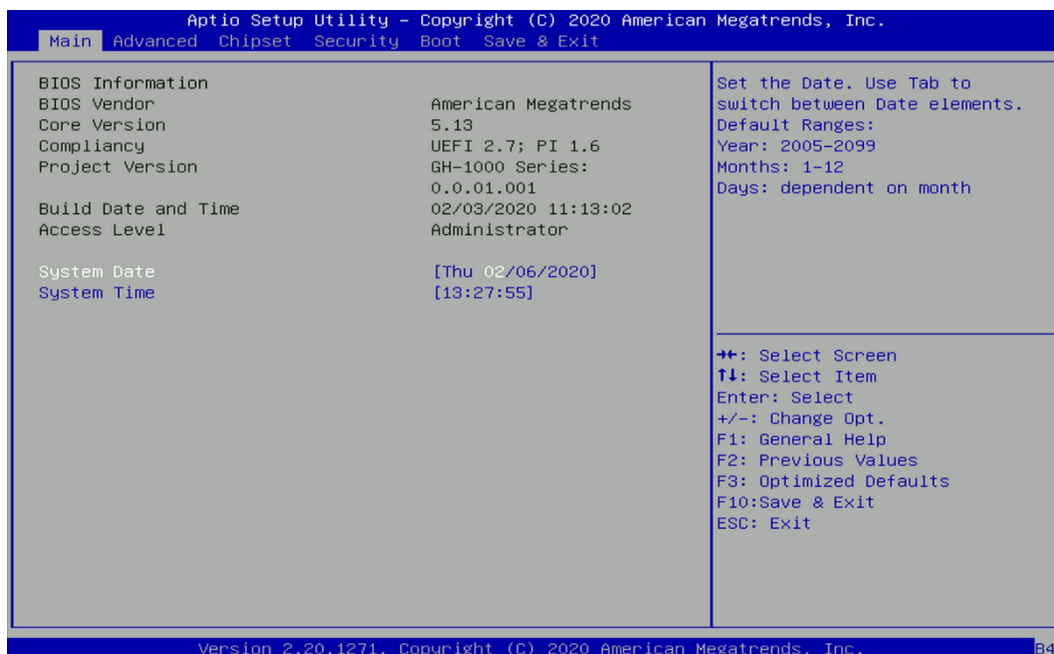 Aptio Setup Utility – Copyright (C) 2020 American Megatrends, Inc.
Main Advanced Chipset Security Boot Save & Exit
BIOS Information
BIOS Vendor American Megatrends
Core Version 5.13
Compliancy UEFI 2.7; PI 1.6
Project Version GH-1000 Series:
0.0.01.001
Build Date and Time 02/03/2020 11:13:02
Access Level Administrator
System Date [Thu 02/06/2020]
System Time [13:27:55]
Set the Date. Use Tab to
switch between Date elements.
Default Ranges:
Year: 2005-2099
Months: 1-12
Days: dependent on month
→←: Select Screen
↑↓: Select Item
Enter: Select
+/-: Change Opt.
F1: General Help
F2: Previous Values
F3: Optimized Defaults
F10:Save & Exit
ESC: Exit
Version 2.20.1271. Copyright (C) 2020 American Megatrends, Inc.
B4